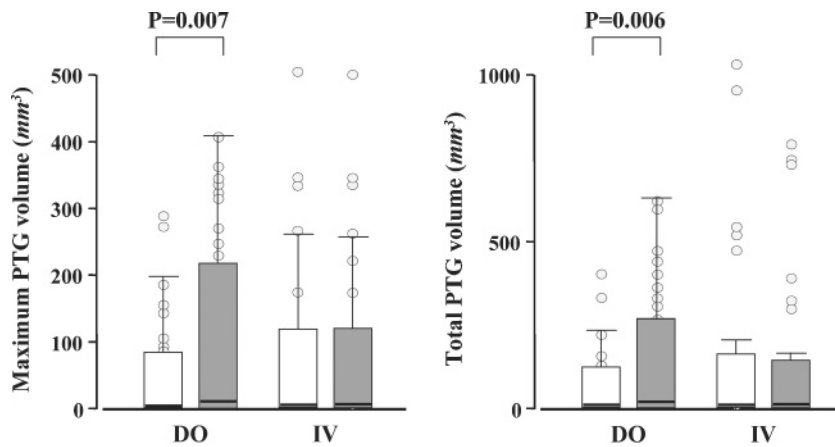 P=0.007
Maximum PTG volume (mm³)
500
400
300
200
100
0
DO IV
P=0.006
Total PTG volume (mm³)
1000
500
0
DO IV